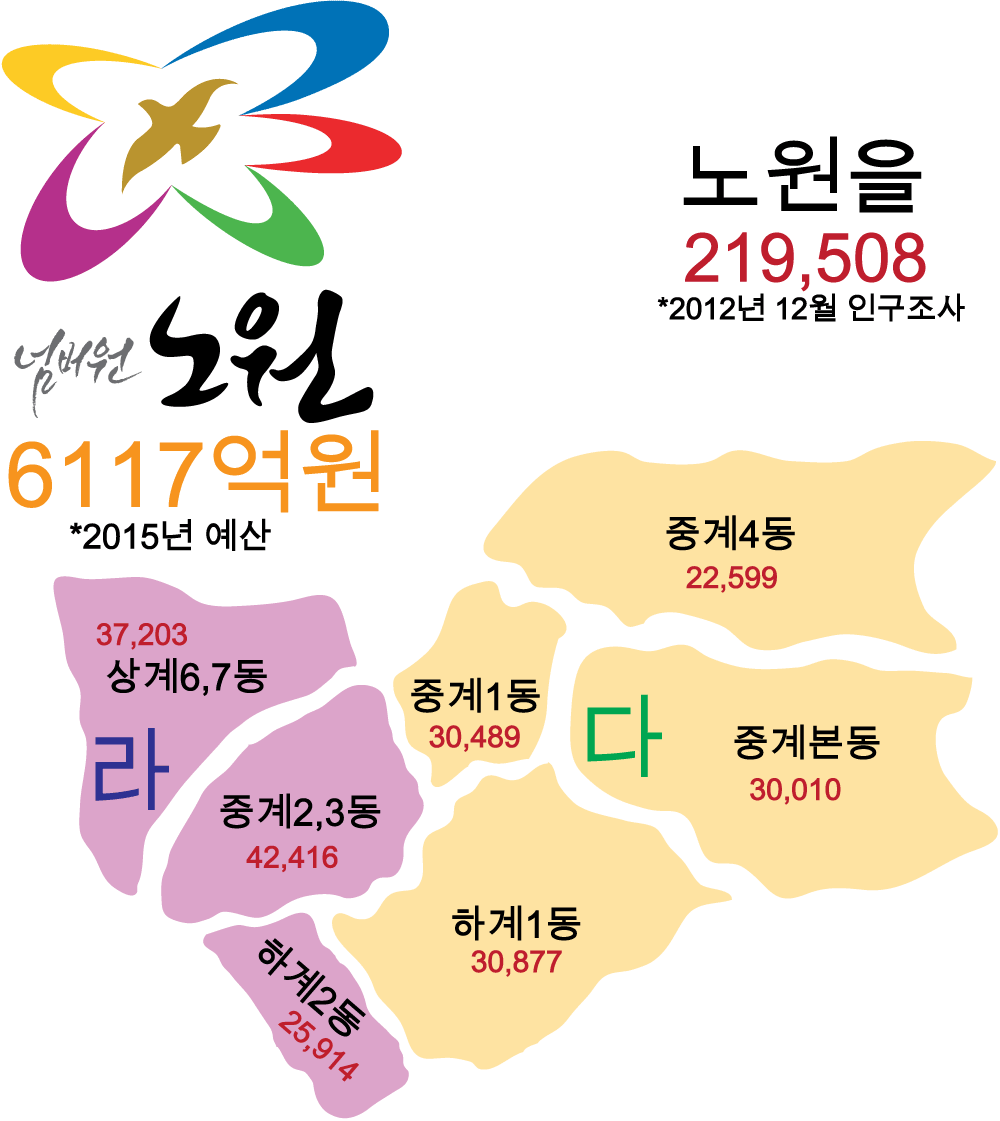 넘버원 노원
6117억원
*2015년 예산
노원을
219,508
*2012년 12월 인구조사
중계4동
22,599
37,203
상계6,7동
라
중계1동
30,489
다
중계본동
30,010
중계2,3동
42,416
하계1동
30,877
하계2동
25,914